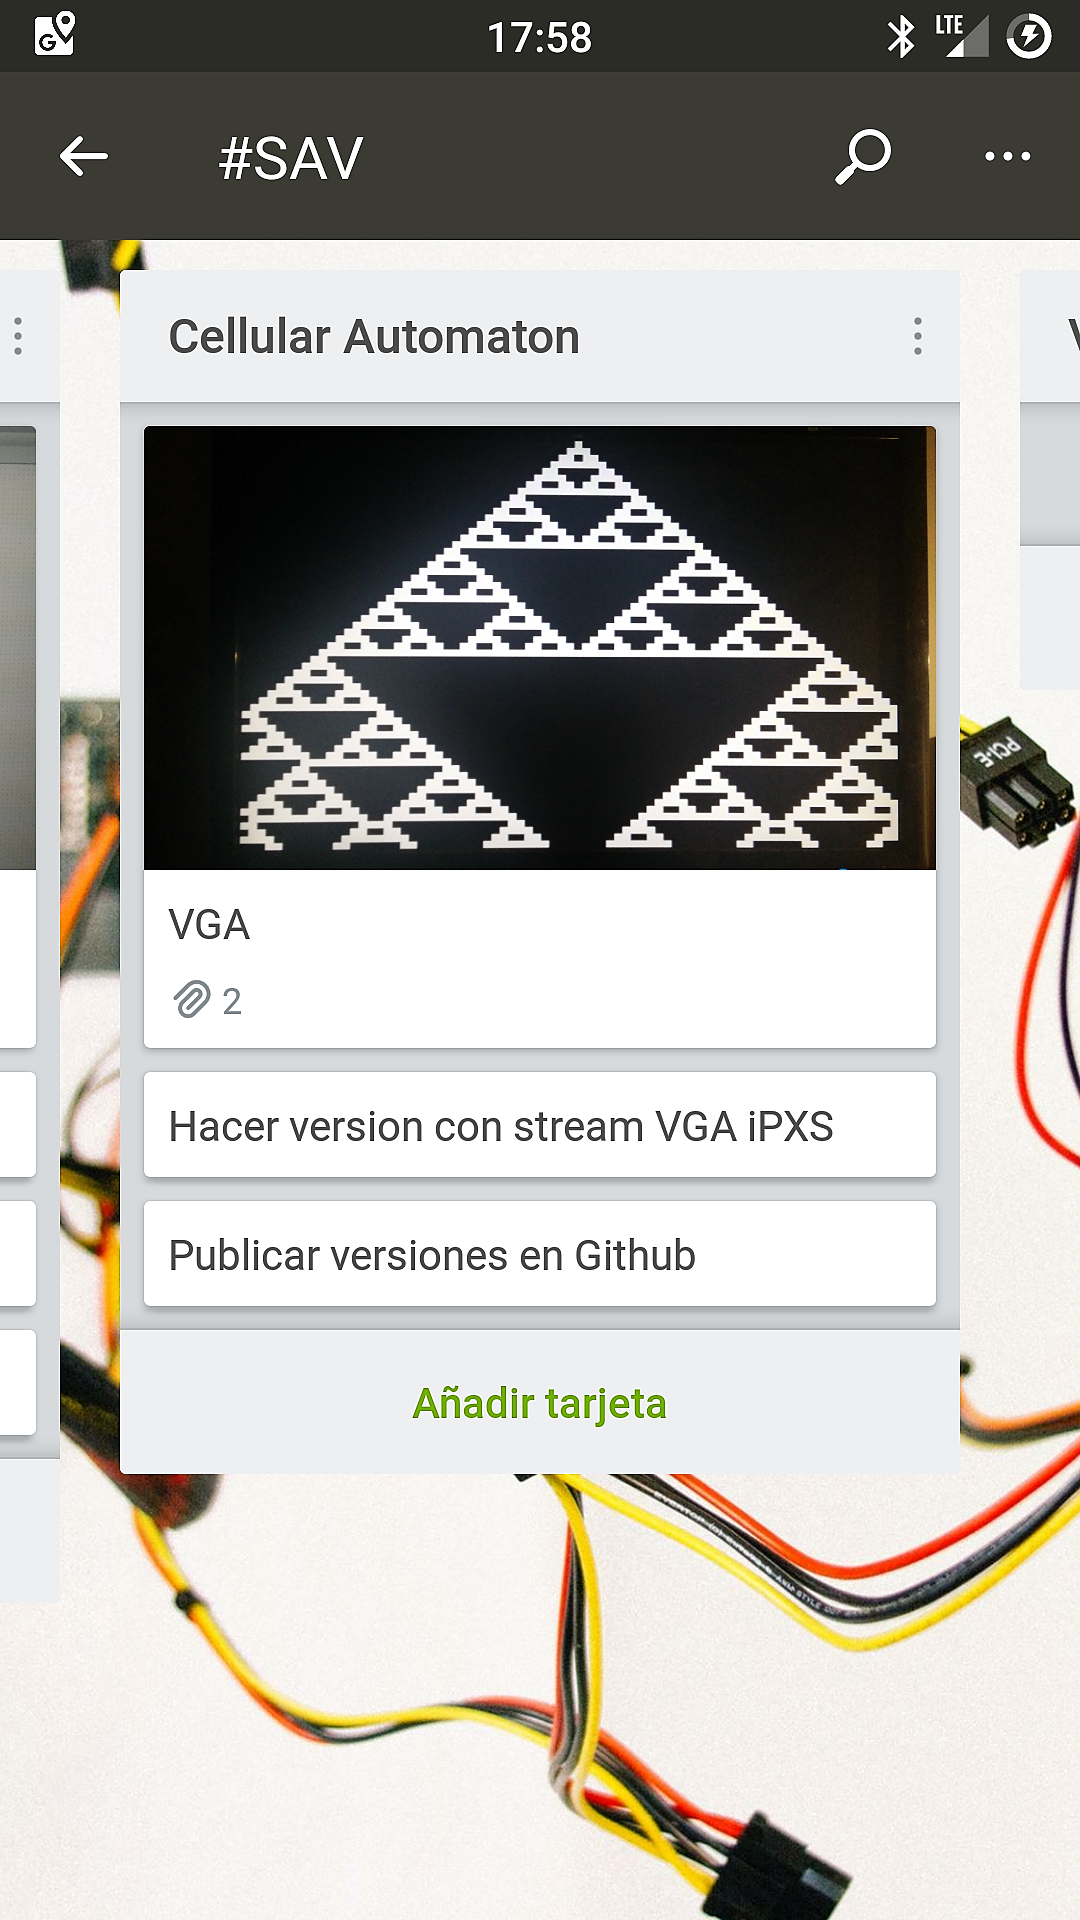 17:58
LTE
#SAV
Cellular Automaton
VGA
2
Hacer version con stream VGA iPXS
Publicar versiones en Github
Añadir tarjeta
PCI-E